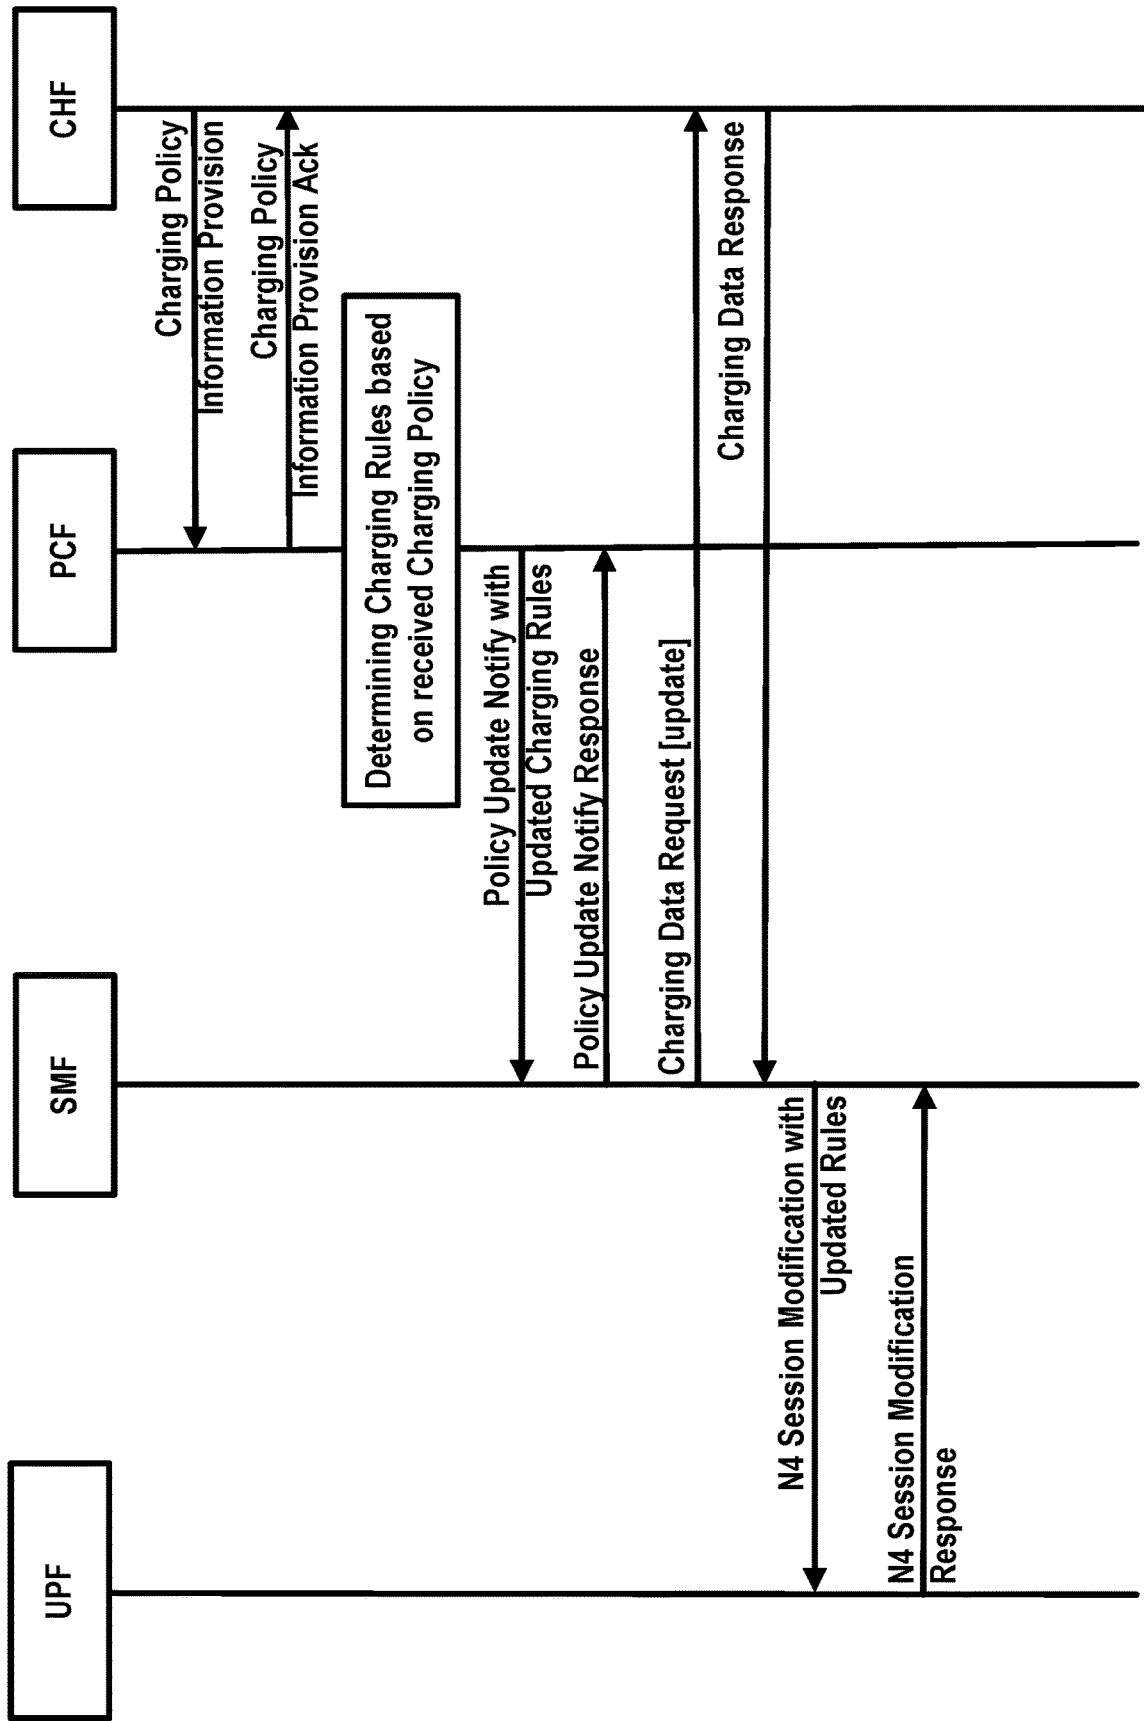 UPF
SMF
PCF
CHF
Charging Policy
Information Provision
Charging Policy
Information Provision Ack
Determining Charging Rules based
on received Charging Policy
Policy Update Notify with
Updated Charging Rules
Policy Update Notify Response
Charging Data Request [update]
Charging Data Response
N4 Session Modification with
Updated Rules
N4 Session Modification
Response